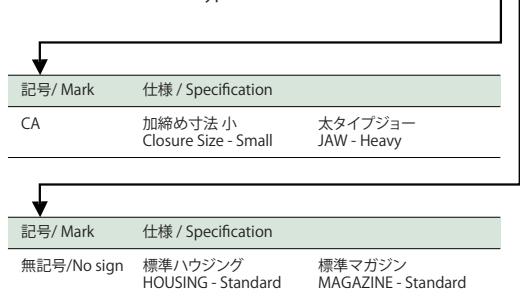 記号/ Mark 仕様 / Specification
CA 加締め寸法 小 太タイプジョー
Closure Size - Small JAW - Heavy
記号/ Mark 仕様 / Specification
無記号/No sign 標準ハウジング 標準マガジン
HOUSING - Standard MAGAZINE - Standard